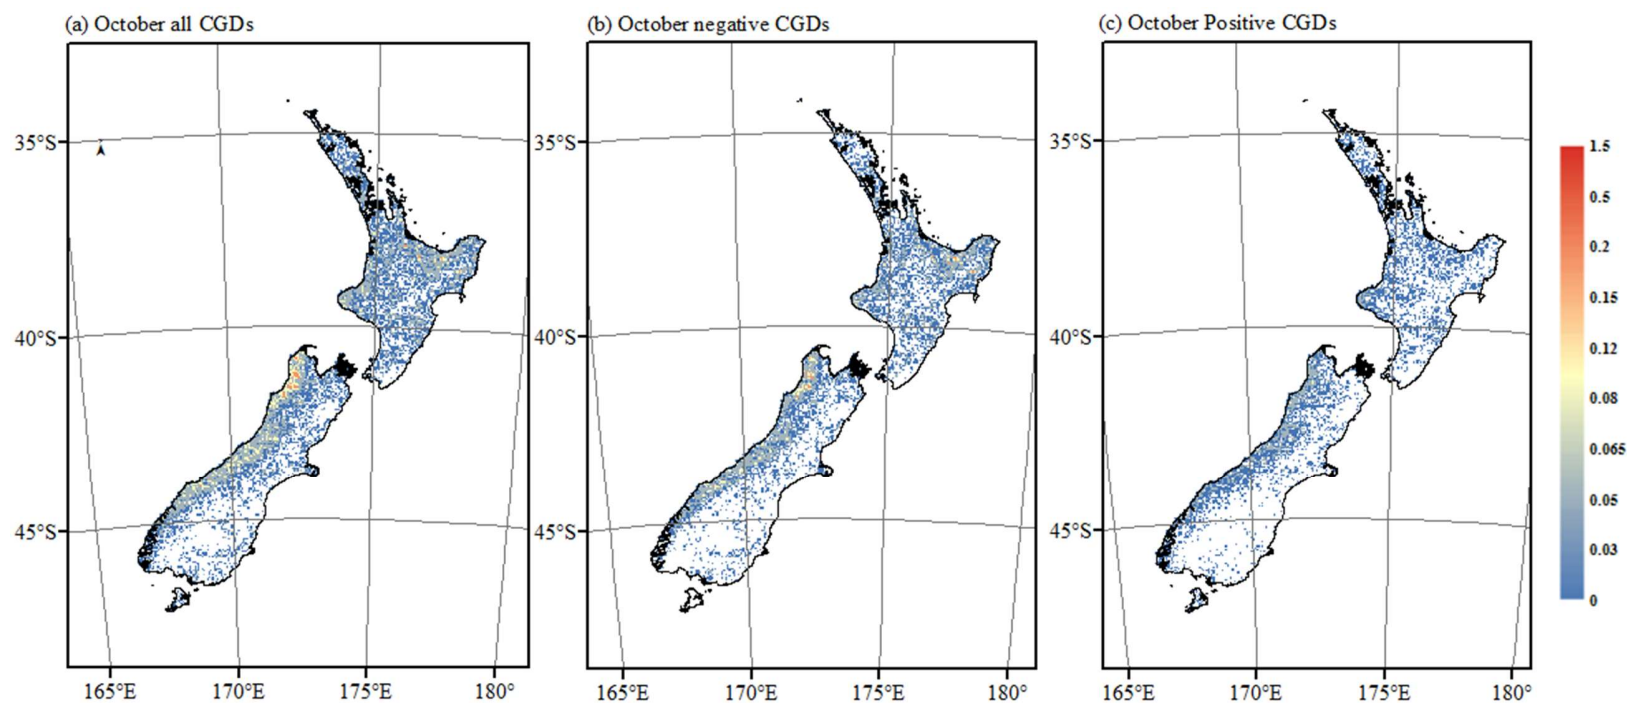 (a) October all CGDs
(b) October negative CGDs
(c) October Positive CGDs
35°S
40°S
45°S
165°E 170°E 175°E 180°
35°S
40°S
45°S
165°E 170°E 175°E 180°
35°S
40°S
45°S
165°E 170°E 175°E 180°
1.5
0.5
0.2
0.15
0.12
0.08
0.065
0.05
0.03
0